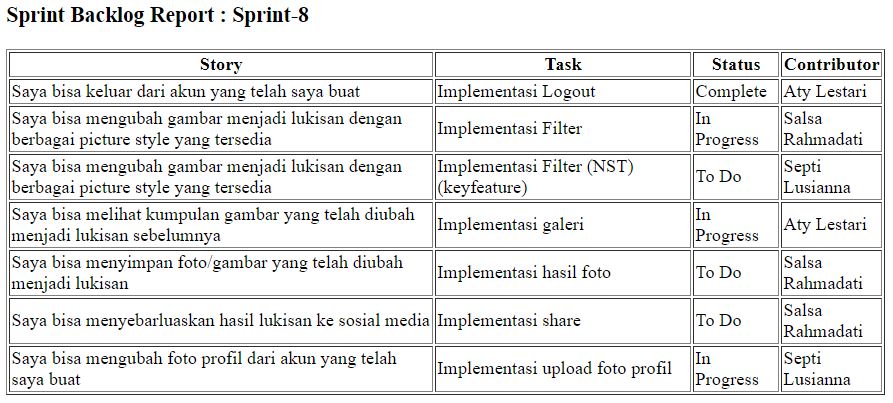 Sprint Backlog Report : Sprint-8
Story Task Status Contributor
Saya bisa keluar dari akun yang telah saya buat Implementasi Logout Complete Aty Lestari
Saya bisa mengubah gambar menjadi lukisan dengan
berbagai picture style yang tersedia
Implementasi Filter
In
Progress
Salsa
Rahmadati
Saya bisa mengubah gambar menjadi lukisan dengan
berbagai picture style yang tersedia
Implementasi Filter (NST)
(keyfeature)
To Do
Septi
Lusianna
Saya bisa melihat kumpulan gambar yang telah diubah
menjadi lukisan sebelumnya
Implementasi galeri
In
Progress
Aty Lestari
Saya bisa menyimpan foto/gambar yang telah diubah
menjadi lukisan
Implementasi hasil foto
To Do
Salsa
Rahmadati
Saya bisa menyebarluaskan hasil lukisan ke sosial media
Implementasi share
To Do
Salsa
Rahmadati
Saya bisa mengubah foto profil dari akun yang telah
saya buat
Implementasi upload foto profil
In
Progress
Septi
Lusianna